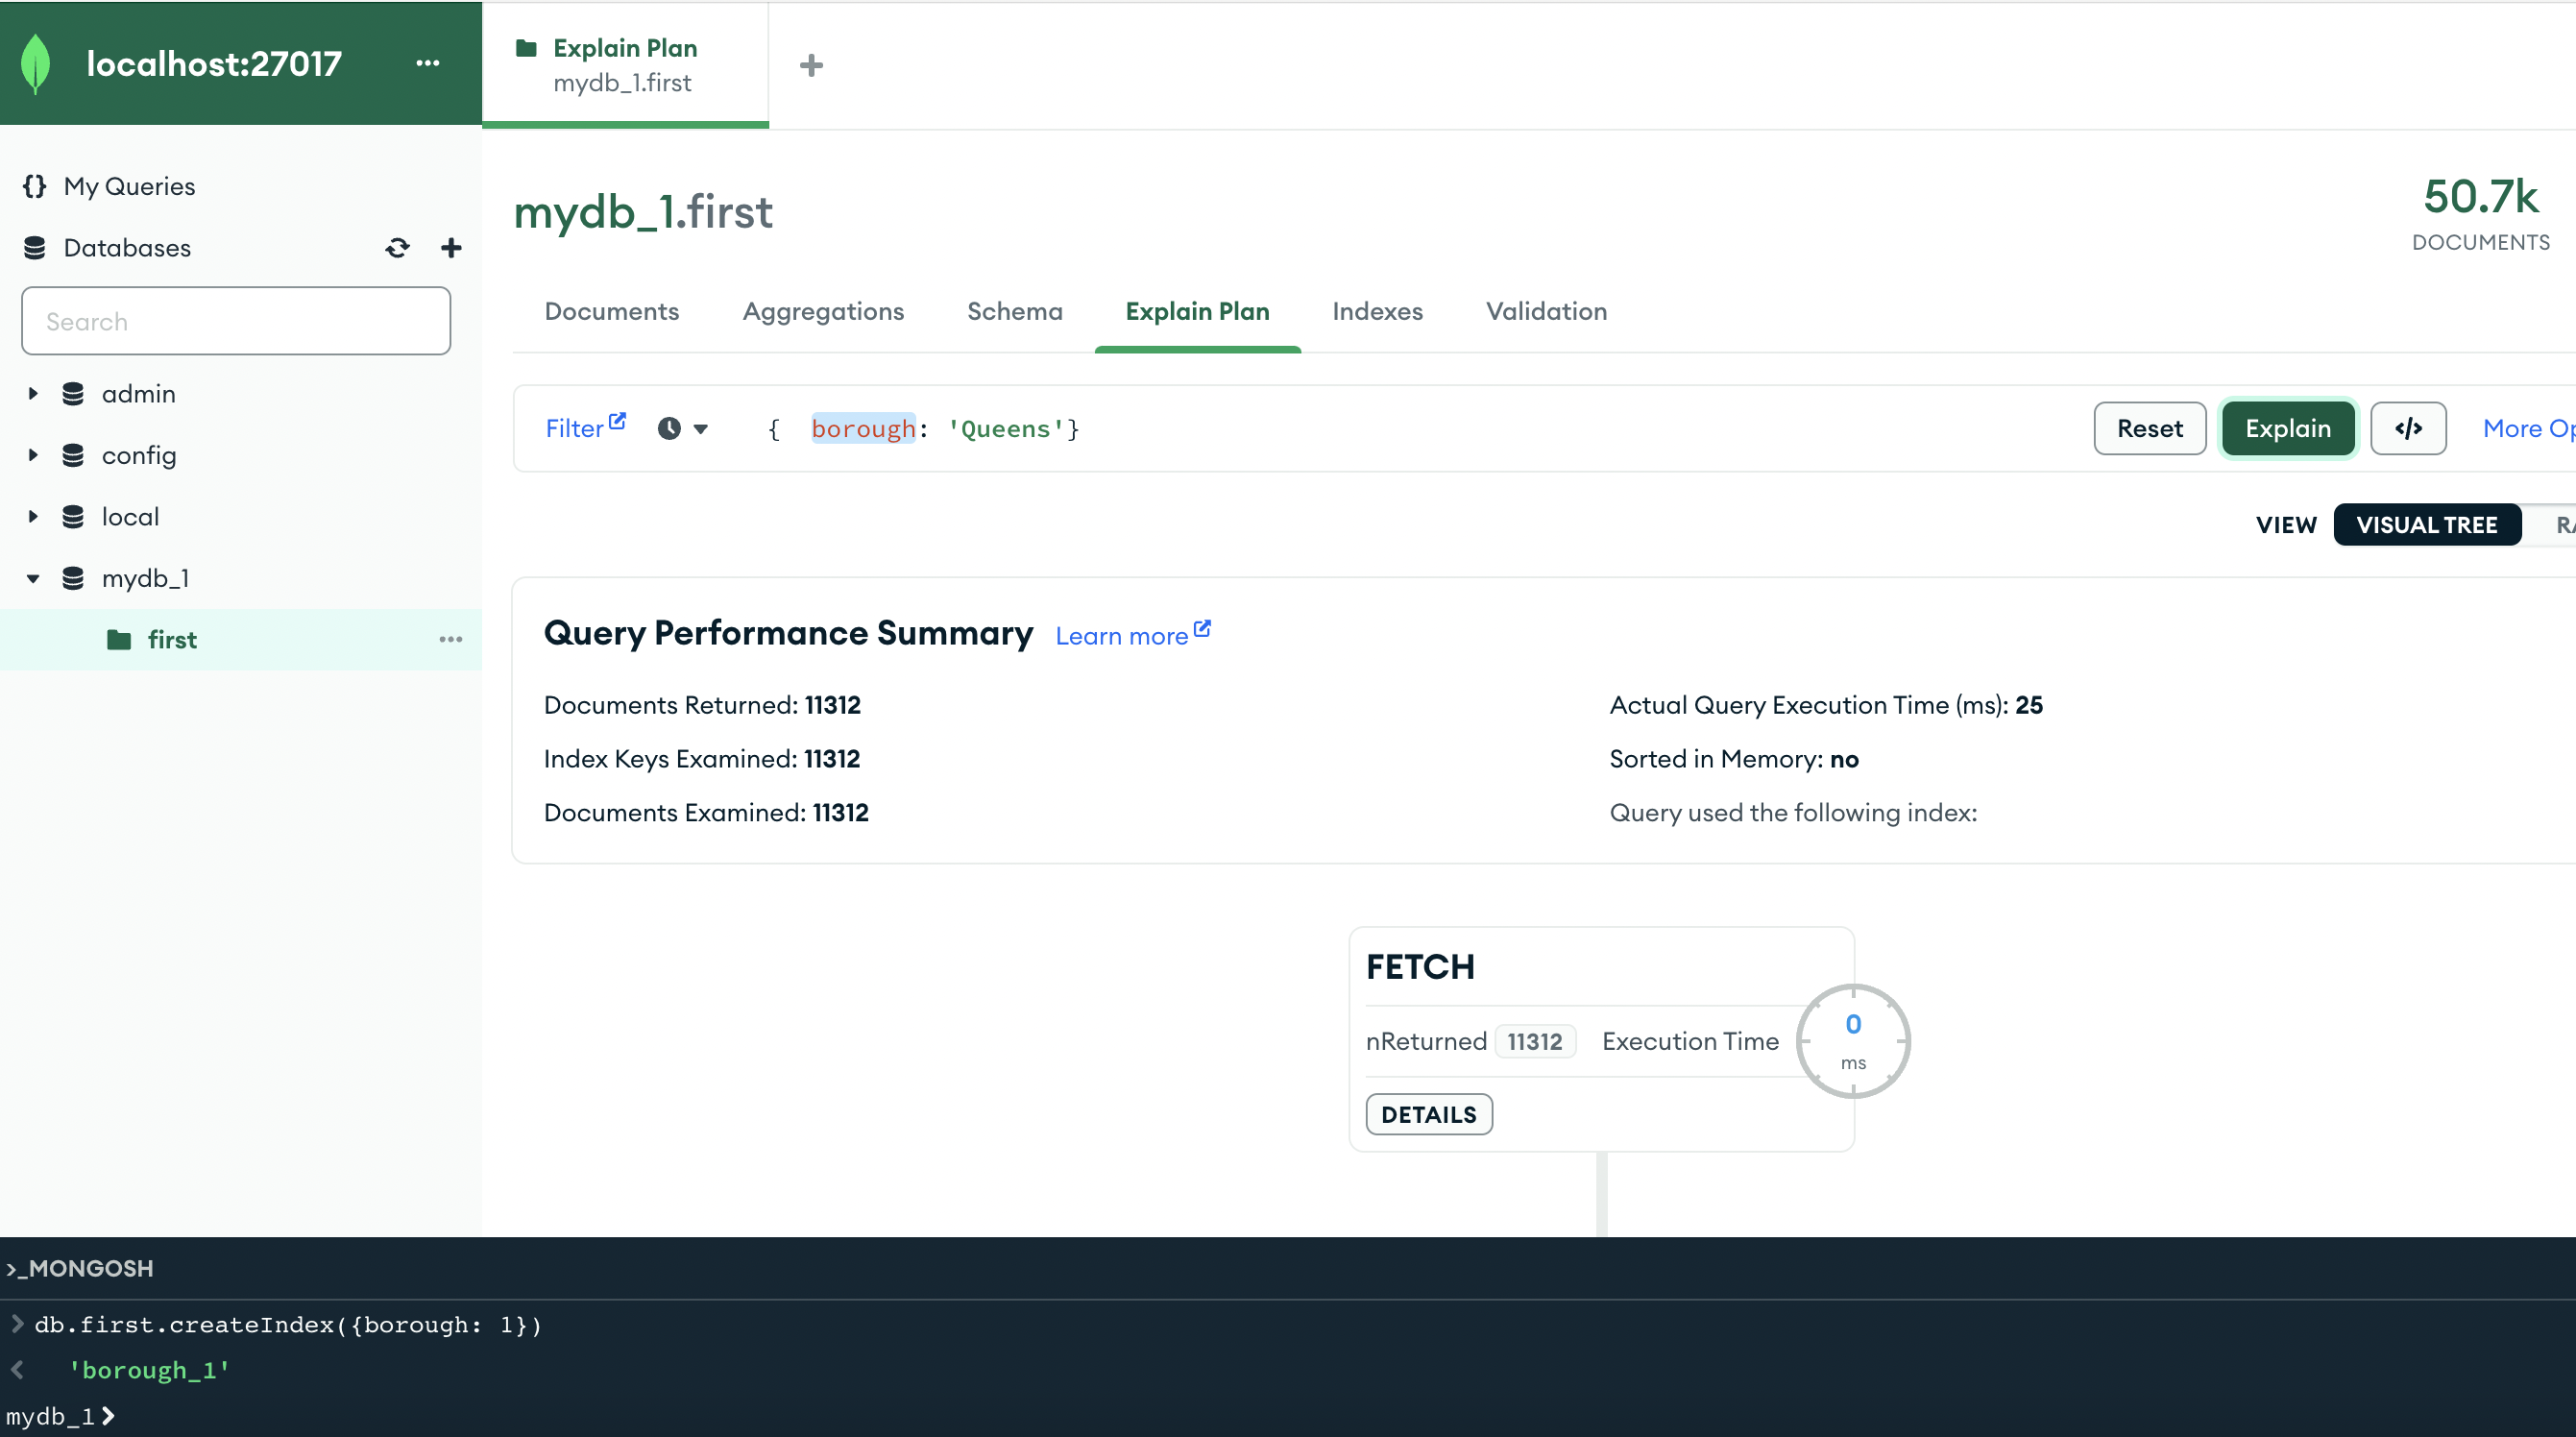 localhost:27017 ...
Explain Plan
mydb_1.first
My Queries
Databases
Search
admin
config
local
mydb_1
first ...
mydb_1.first
50.7k
DOCUMENTS
Documents Aggregations Schema Explain Plan Indexes Validation
Filter { borough: 'Queens'} Reset Explain </> More Op
VIEW VISUAL TREE RA
Query Performance Summary Learn more
Documents Returned: 11312
Index Keys Examined: 11312
Documents Examined: 11312
Actual Query Execution Time (ms): 25
Sorted in Memory: no
Query used the following index:
FETCH
nReturned 11312 Execution Time 0 ms
DETAILS
>_MONGOSH
> db.first.createIndex({borough: 1})
< 'borough_1'
mydb_1 >